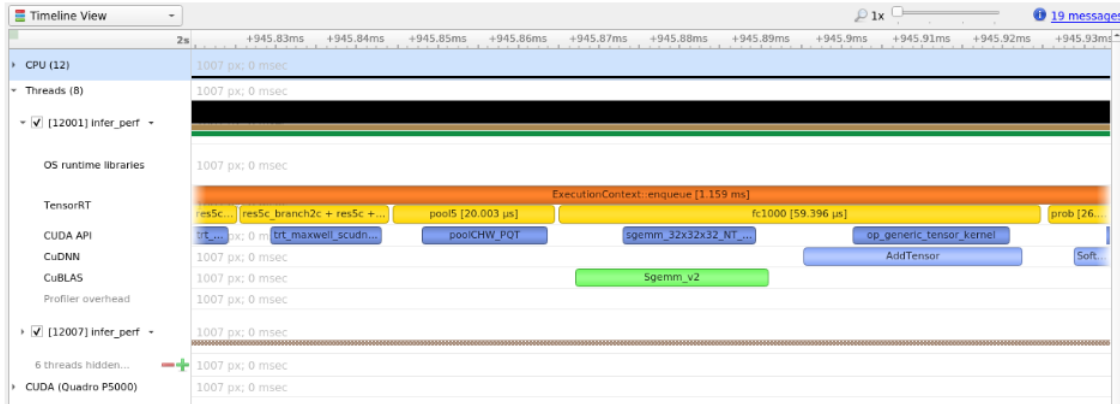 Timeline View 1x 19 messages
2s +945.83ms +945.84ms +945.85ms +945.86ms +945.87ms +945.88ms +945.89ms +945.9ms +945.91ms +945.92ms +945.93ms
CPU (12) 1007 px; 0 msec
Threads (8) 1007 px; 0 msec
[12001] infer_perf
OS runtime libraries 1007 px; 0 msec
ExecutionContext::enqueue [1.159 ms]
TensorRT
res5c... res5c_branch2c + res5c +... pool5 [20.003 μs] fc1000 [59.396 μs] prob [26....
CUDA API trt_... px; 0 m trt_maxwell_scudn... poolCHW_PQT sgemm_32x32x32_NT_... op_generic_tensor_kernel
CuDNN 1007 px; 0 msec AddTensor Soft...
CuBLAS 1007 px; 0 msec Sgemm_v2
Profiler overhead 1007 px; 0 msec
[12007] infer_perf 1007 px; 0 msec
6 threads hidden... 1007 px; 0 msec
CUDA (Quadro P5000) 1007 px; 0 msec